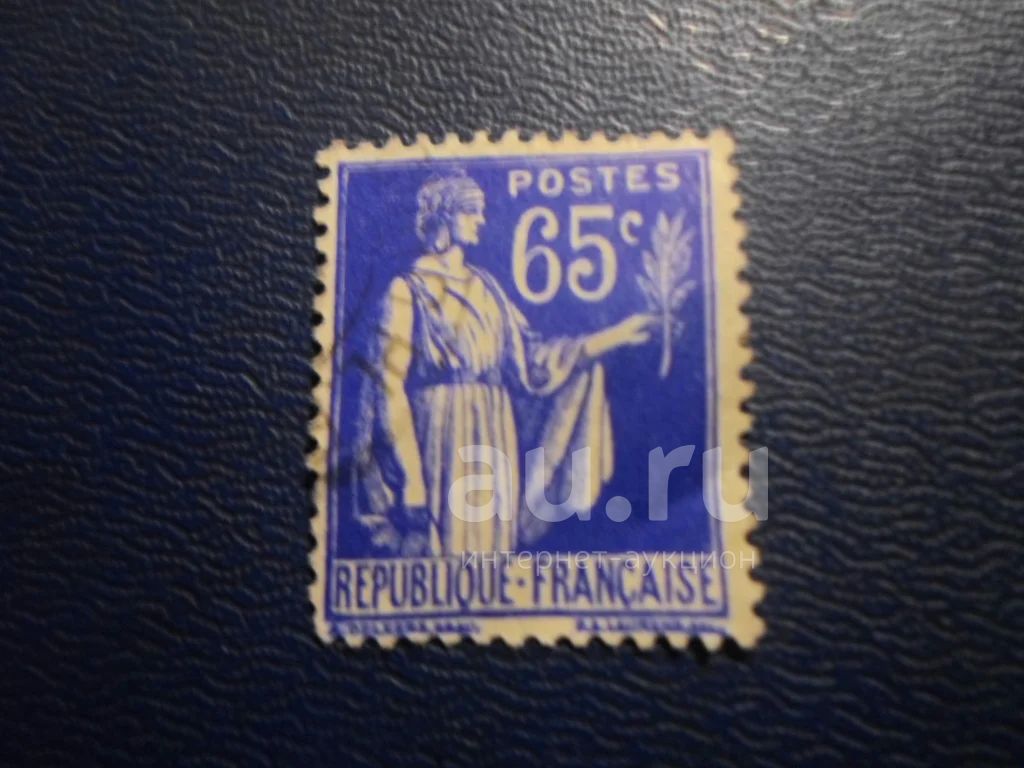 POSTES
65c
au.ru
интернет-аукцион
REPUBLIQUE-FRANÇAISE